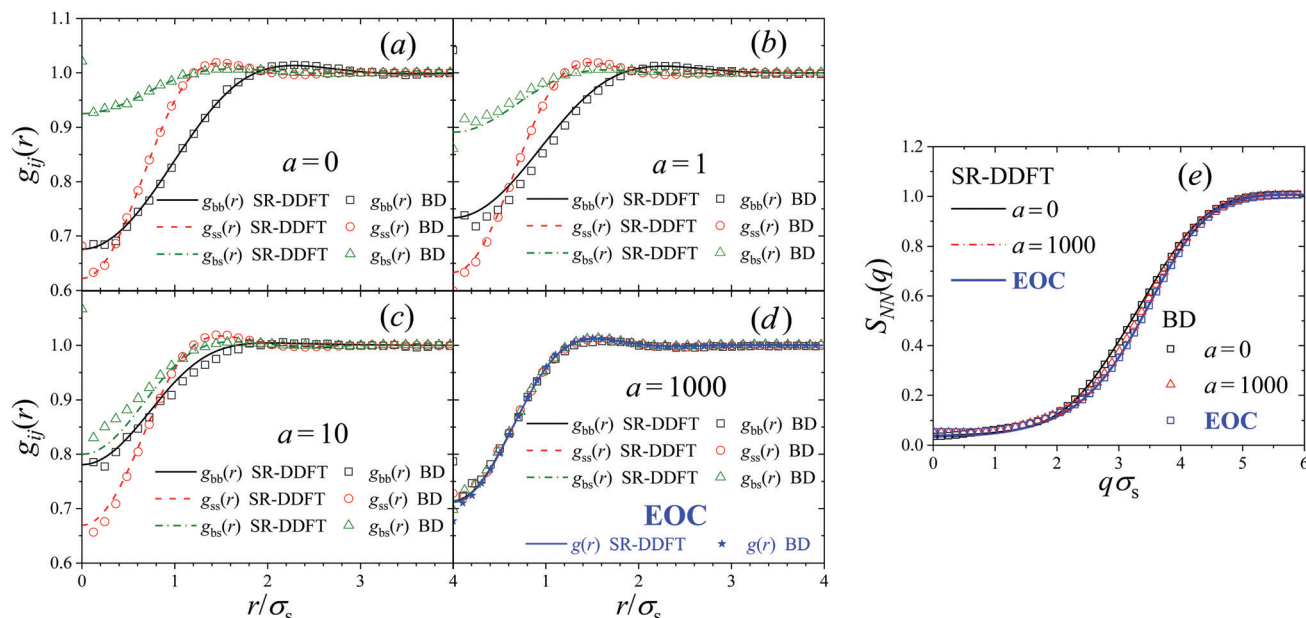 1.1
1.0
0.9
0.8
0.7
0.6
g_ij(r)
(a)
a = 0
g_bb(r) SR-DDFT g_bb(r) BD
g_ss(r) SR-DDFT g_ss(r) BD
g_bs(r) SR-DDFT g_bs(r) BD
(b)
a = 1
g_bb(r) SR-DDFT g_bb(r) BD
g_ss(r) SR-DDFT g_ss(r) BD
g_bs(r) SR-DDFT g_bs(r) BD
1.0
0.9
0.8
0.7
0.6
g_ij(r)
(c)
a = 10
g_bb(r) SR-DDFT g_bb(r) BD
g_ss(r) SR-DDFT g_ss(r) BD
g_bs(r) SR-DDFT g_bs(r) BD
0 1 2 3 4
r/σ_s
(d)
a = 1000
g_bb(r) SR-DDFT g_bb(r) BD
g_ss(r) SR-DDFT g_ss(r) BD
g_bs(r) SR-DDFT g_bs(r) BD
EOC
g(r) SR-DDFT g(r) BD
1 2 3 4
r/σ_s
(e)
1.2
1.0
0.8
0.6
0.4
0.2
0.0
S_NN(q)
SR-DDFT
a=0
a=1000
EOC
BD
a=0
a=1000
EOC
0 1 2 3 4 5 6
qσ_s